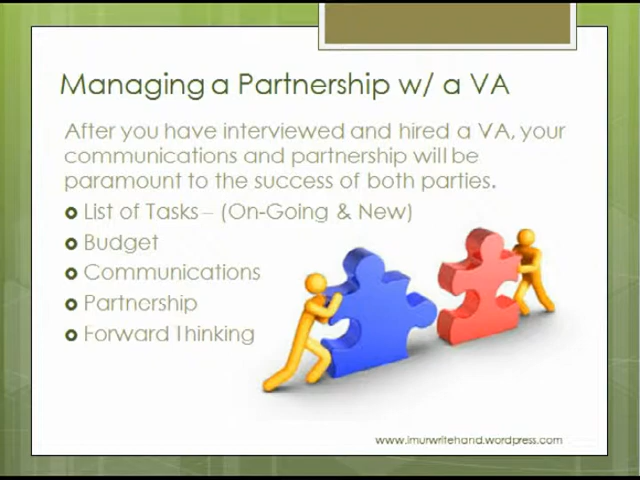 Managing a Partnership w/ a VA
After you have interviewed and hired a VA, your
communications and partnership will be
paramount to the success of both parties.
List of Tasks – (On-Going & New)
Budget
Communications
Partnership
Forward Thinking
www.imurwritehand.wordpress.com